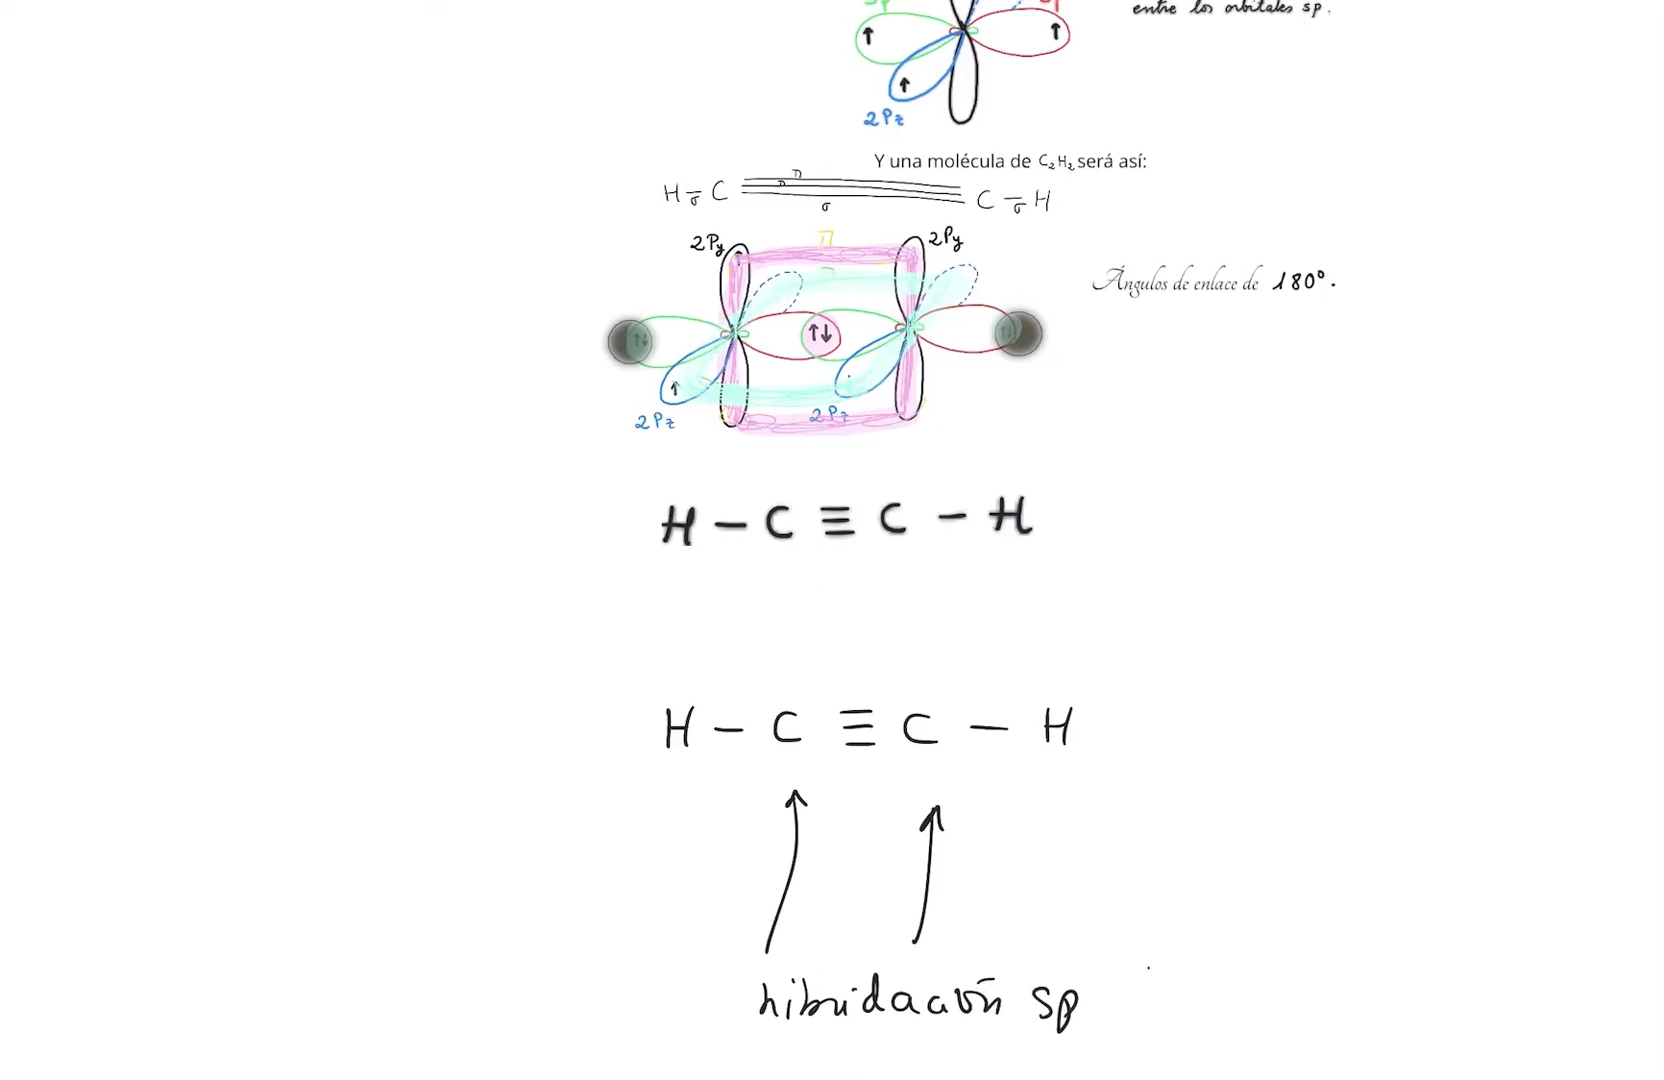 entre los orbitales sp.
2Pz
Y una molécula de C₂H₂ será así:
H σ C π π σ C σ H
2Py π 2Py
Ángulos de enlace de 180°.
2Pz 2Pz
H – C ≡ C – H
H – C ≡ C – H
hibridación sp